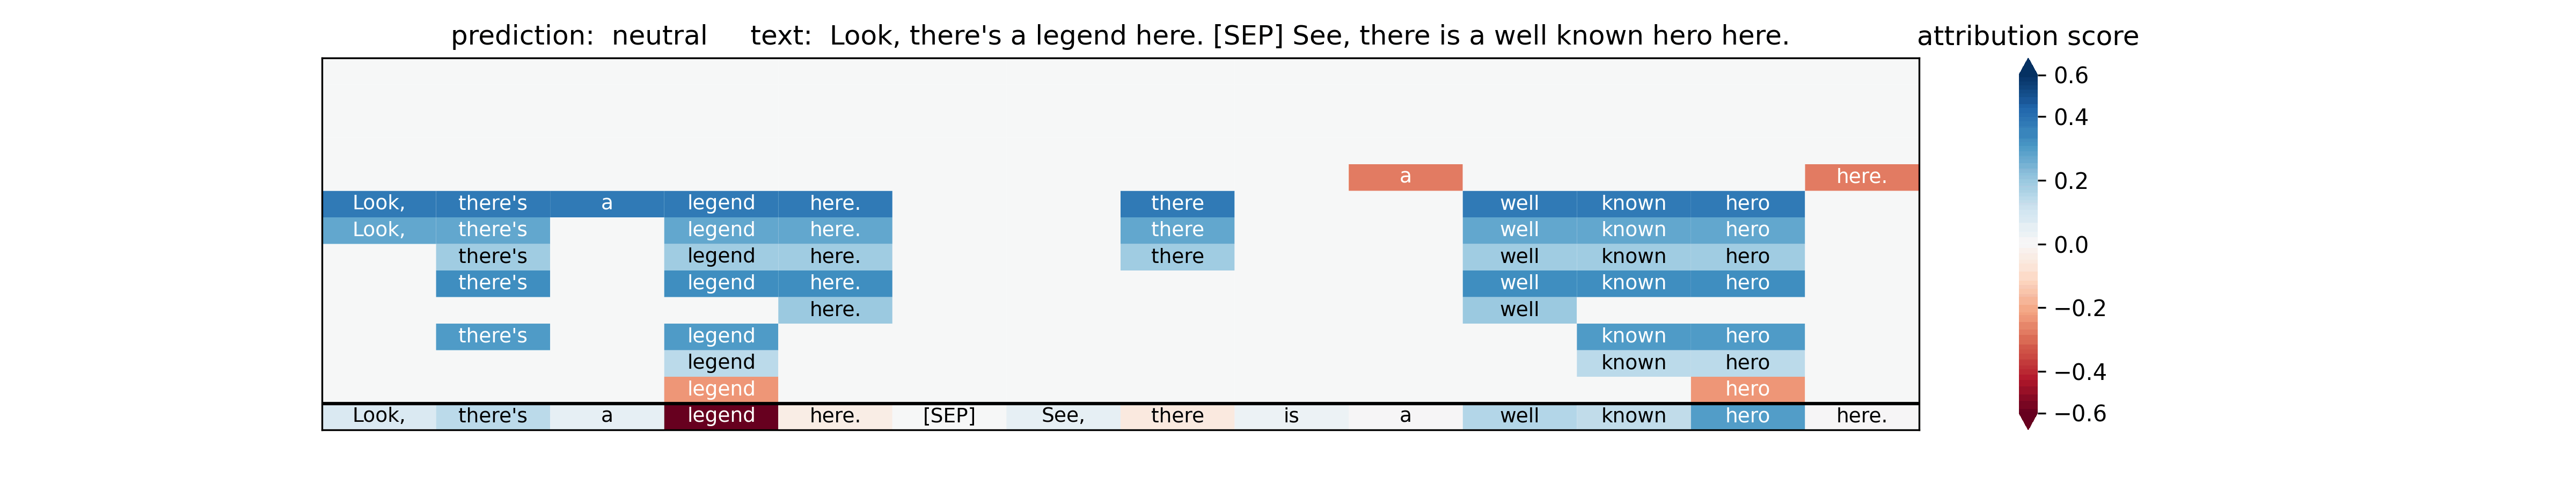 prediction: neutral text: Look, there's a legend here. [SEP] See, there is a well known hero here.
attribution score
a here.
Look, there's a legend here. there well known hero
Look, there's legend here. there well known hero
there's legend here. there well known hero
there's legend here. well known hero
here. well
there's legend known hero
legend known hero
legend hero
Look, there's a legend here. [SEP] See, there is a well known hero here.
0.6
0.4
0.2
0.0
−0.2
−0.4
−0.6